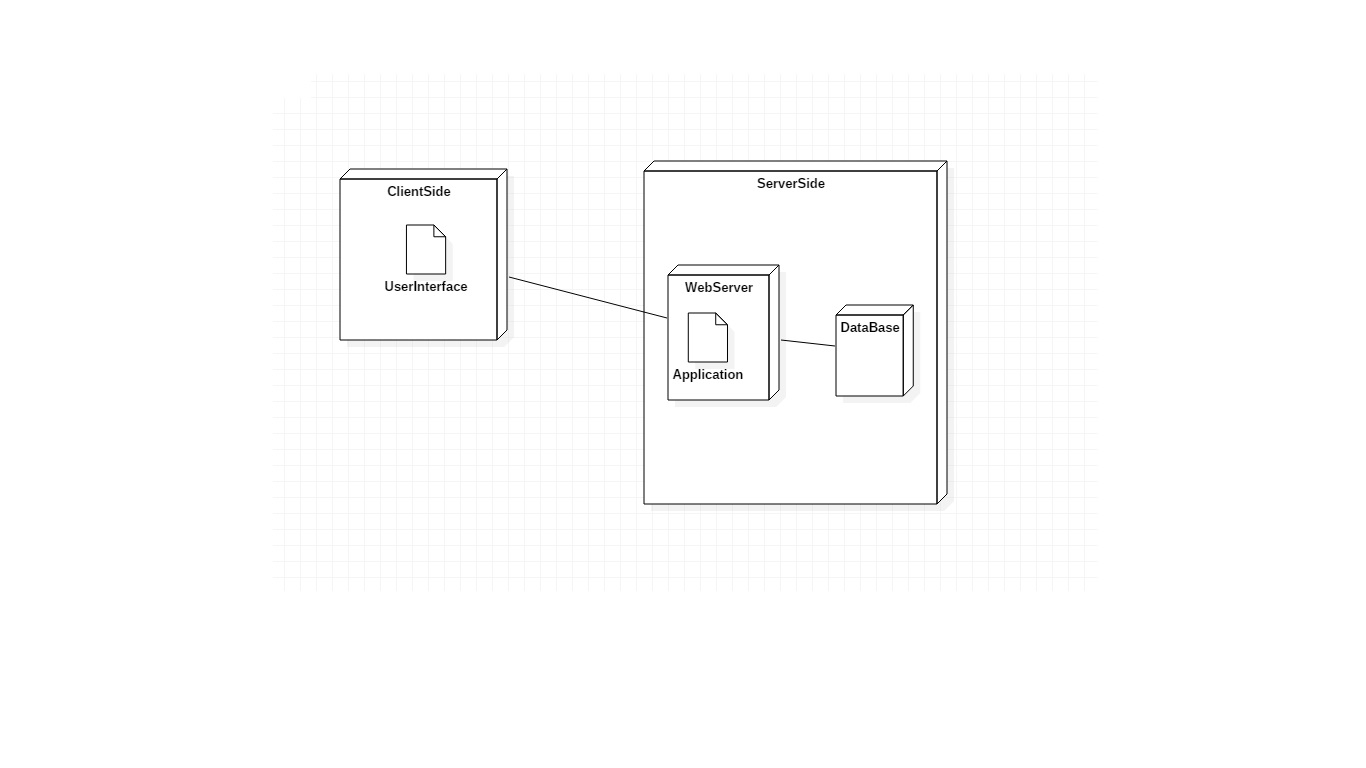 ClientSide
UserInterface
ServerSide
WebServer
Application
DataBase